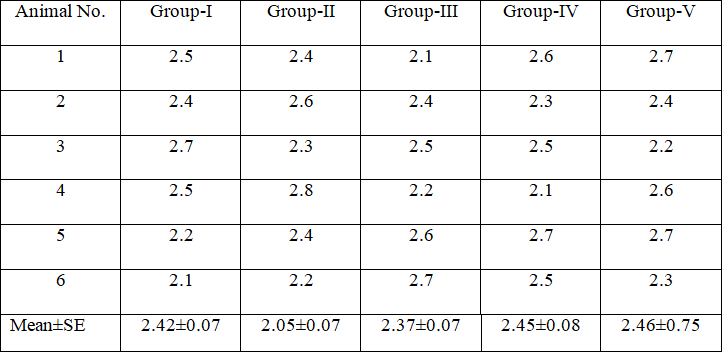 Animal No. Group-I Group-II Group-III Group-IV Group-V
1 2.5 2.4 2.1 2.6 2.7
2 2.4 2.6 2.4 2.3 2.4
3 2.7 2.3 2.5 2.5 2.2
4 2.5 2.8 2.2 2.1 2.6
5 2.2 2.4 2.6 2.7 2.7
6 2.1 2.2 2.7 2.5 2.3
Mean±SE 2.42±0.07 2.05±0.07 2.37±0.07 2.45±0.08 2.46±0.75